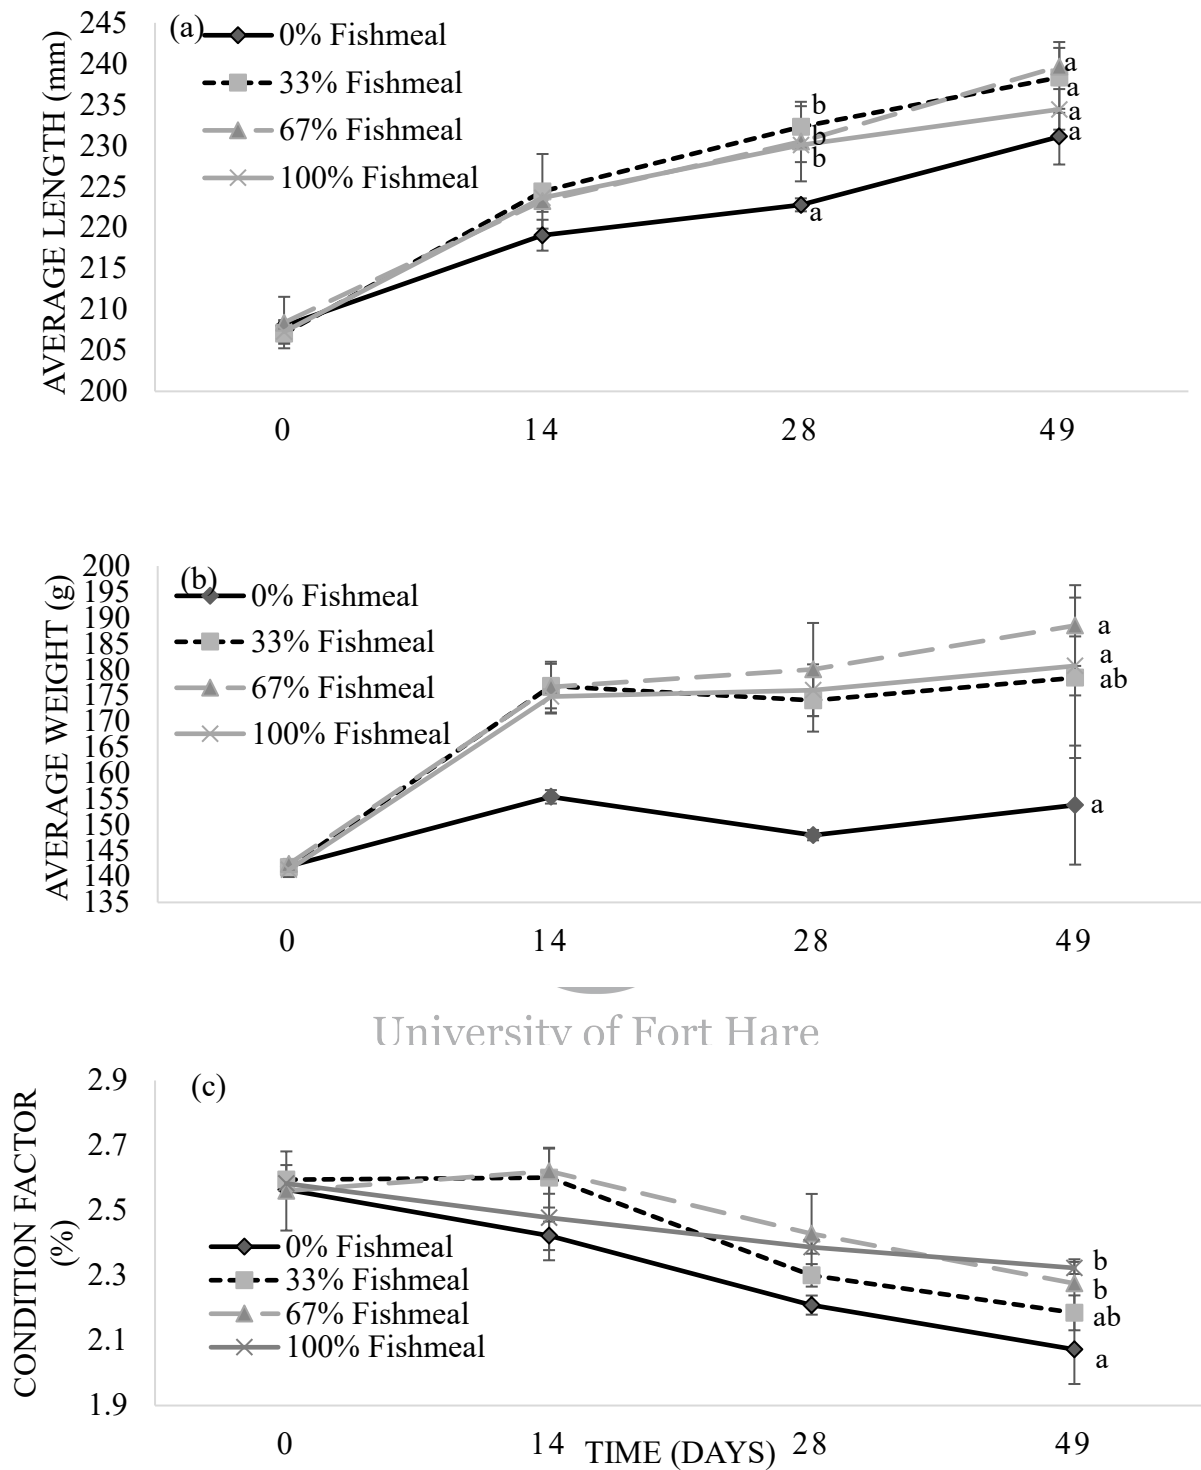 (a)
0% Fishmeal
33% Fishmeal
67% Fishmeal
100% Fishmeal
AVERAGE LENGTH (mm)
245
240
235
230
225
220
215
210
205
200
b
b
b
a
a
a
a
a
0 14 28 49
(b)
0% Fishmeal
33% Fishmeal
67% Fishmeal
100% Fishmeal
AVERAGE WEIGHT (g)
200
195
190
185
180
175
170
165
160
155
150
145
140
135
a
a
ab
a
0 14 28 49
University of Fort Hare
(c)
CONDITION FACTOR
(%)
2.9
2.7
2.5
2.3
2.1
1.9
0% Fishmeal
33% Fishmeal
67% Fishmeal
100% Fishmeal
b
b
ab
a
0 14 28 49
TIME (DAYS)